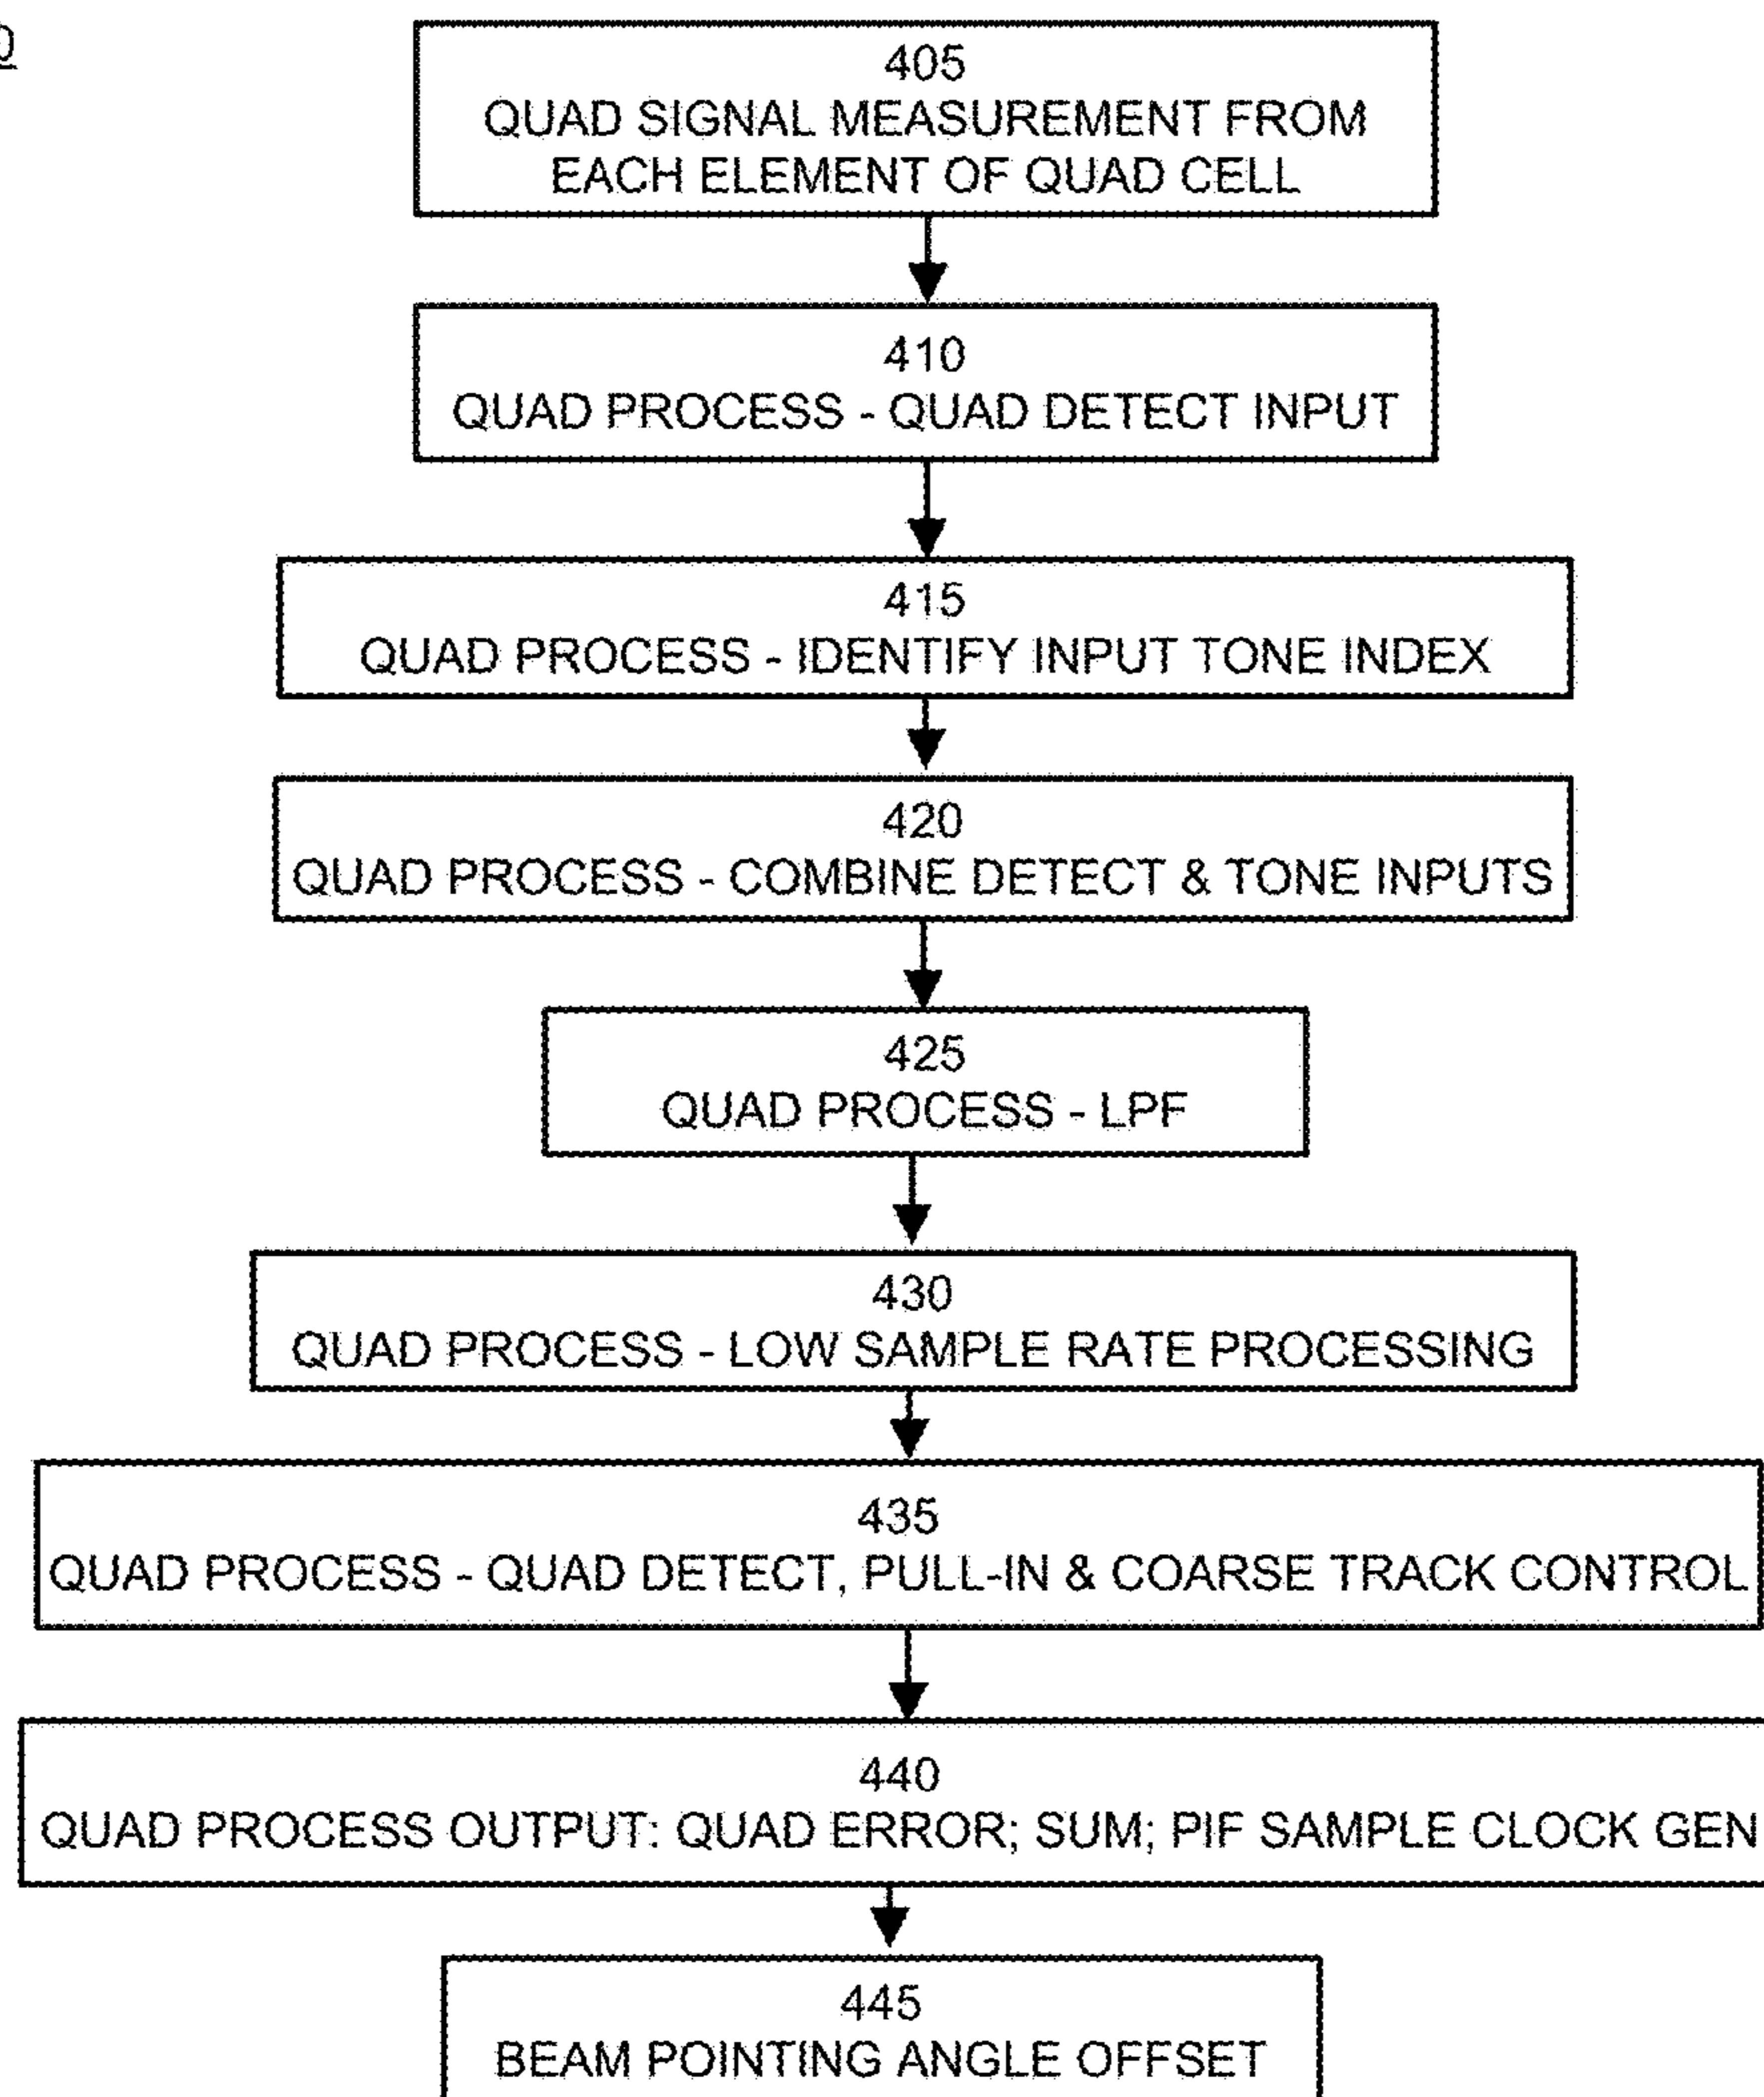 405
QUAD SIGNAL MEASUREMENT FROM
EACH ELEMENT OF QUAD CELL
410
QUAD PROCESS - QUAD DETECT INPUT
415
QUAD PROCESS - IDENTIFY INPUT TONE INDEX
420
QUAD PROCESS - COMBINE DETECT & TONE INPUTS
425
QUAD PROCESS - LPF
430
QUAD PROCESS - LOW SAMPLE RATE PROCESSING
435
QUAD PROCESS - QUAD DETECT, PULL-IN & COARSE TRACK CONTROL
440
QUAD PROCESS OUTPUT: QUAD ERROR; SUM; PIF SAMPLE CLOCK GEN
445
BEAM POINTING ANGLE OFFSET